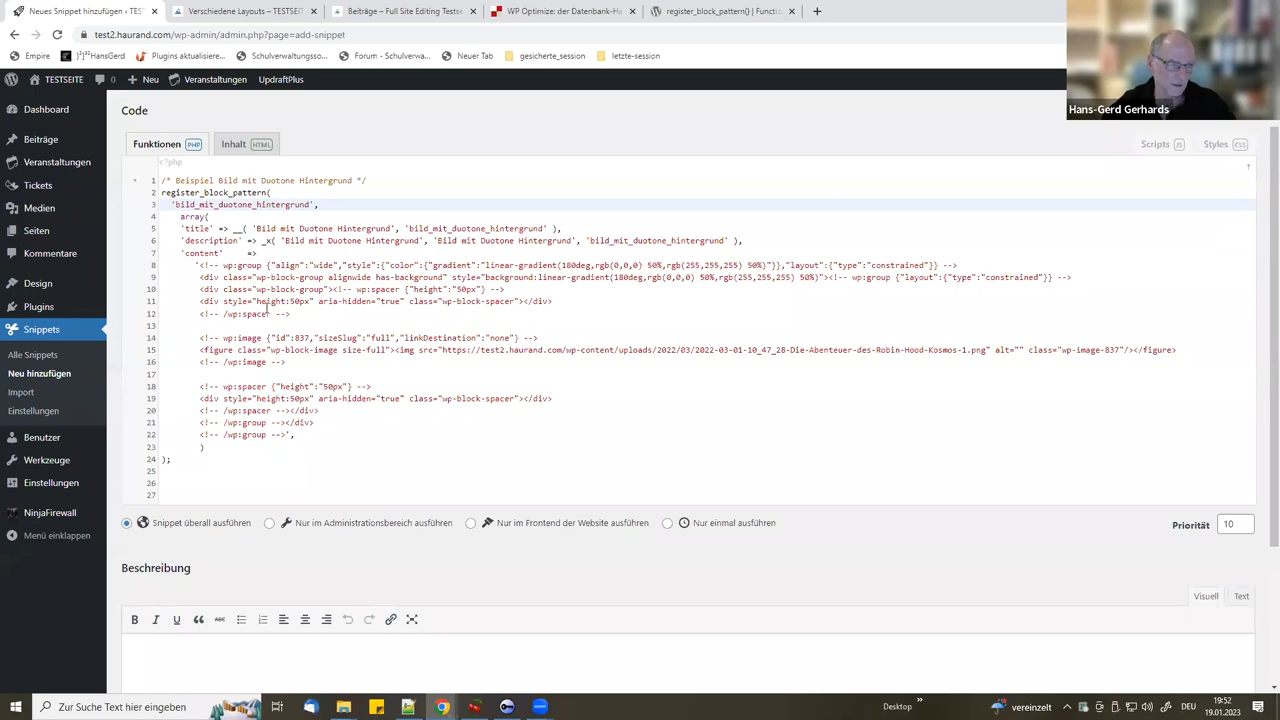 Neues Snippet hinzufügen ‹ TEST
Verschiedene Layouts – TESTSEIT
Beiträge – Full Site Editing Testse
WP Optimize: der Datenbank-Ha
register_block_pattern() | Functi
test2.haurand.com/wp-admin/admin.php?page=add-snippet
Empire
}²]²²HansGerd
Plugins aktualisiere...
Schulverwaltungsso...
Forum - Schulverwa...
Neuer Tab
gesicherte_session
letzte-session
TESTSEITE
0
Neu
Veranstaltungen
UpdraftPlus
Hans-Gerd Gerhards
Dashboard
Beiträge
Veranstaltungen
Tickets
Medien
Seiten
Kommentare
Design
Plugins
Snippets
Alle Snippets
Neu hinzufügen
Import
Einstellungen
Benutzer
Werkzeuge
Einstellungen
NinjaFirewall
Menü einklappen
Code
Funktionen PHP
Inhalt HTML
Scripts JS
Styles CSS
<?php
1 /* Beispiel Bild mit Duotone Hintergrund */
2 register_block_pattern(
3 'bild_mit_duotone_hintergrund',
4 array(
5 'title' => __( 'Bild mit Duotone Hintergrund', 'bild_mit_duotone_hintergrund' ),
6 'description' => _x( 'Bild mit Duotone Hintergrund', 'Bild mit Duotone Hintergrund', 'bild_mit_duotone_hintergrund' ),
7 'content' =>
8 '<!-- wp:group {"align":"wide","style":{"color":{"gradient":"linear-gradient(180deg,rgb(0,0,0) 50%,rgb(255,255,255) 50%)"}},"layout":{"type":"constrained"}} -->
9 <div class="wp-block-group alignwide has-background" style="background:linear-gradient(180deg,rgb(0,0,0) 50%,rgb(255,255,255) 50%)"><!-- wp:group {"layout":{"type":"constrained"}} -->
10 <div class="wp-block-group"><!-- wp:spacer {"height":"50px"} -->
11 <div style="height:50px" aria-hidden="true" class="wp-block-spacer"></div>
12 <!-- /wp:spacer -->
13
14 <!-- wp:image {"id":837,"sizeSlug":"full","linkDestination":"none"} -->
15 <figure class="wp-block-image size-full"><img src="https://test2.haurand.com/wp-content/uploads/2022/03/2022-03-01-10_47_28-Die-Abenteuer-des-Robin-Hood-Kosmos-1.png" alt="" class="wp-image-837"/></figure>
16 <!-- /wp:image -->
17
18 <!-- wp:spacer {"height":"50px"} -->
19 <div style="height:50px" aria-hidden="true" class="wp-block-spacer"></div>
20 <!-- /wp:spacer --></div>
21 <!-- /wp:group --></div>
22 <!-- /wp:group -->',
23 )
24 );
25
26
27
Snippet überall ausführen
Nur im Administrationsbereich ausführen
Nur im Frontend der Website ausführen
Nur einmal ausführen
Priorität 10
Beschreibung
Visuell
Text
B I U ABC
Zur Suche Text hier eingeben
Desktop
vereinzelt
DEU
19:52
19.01.2023